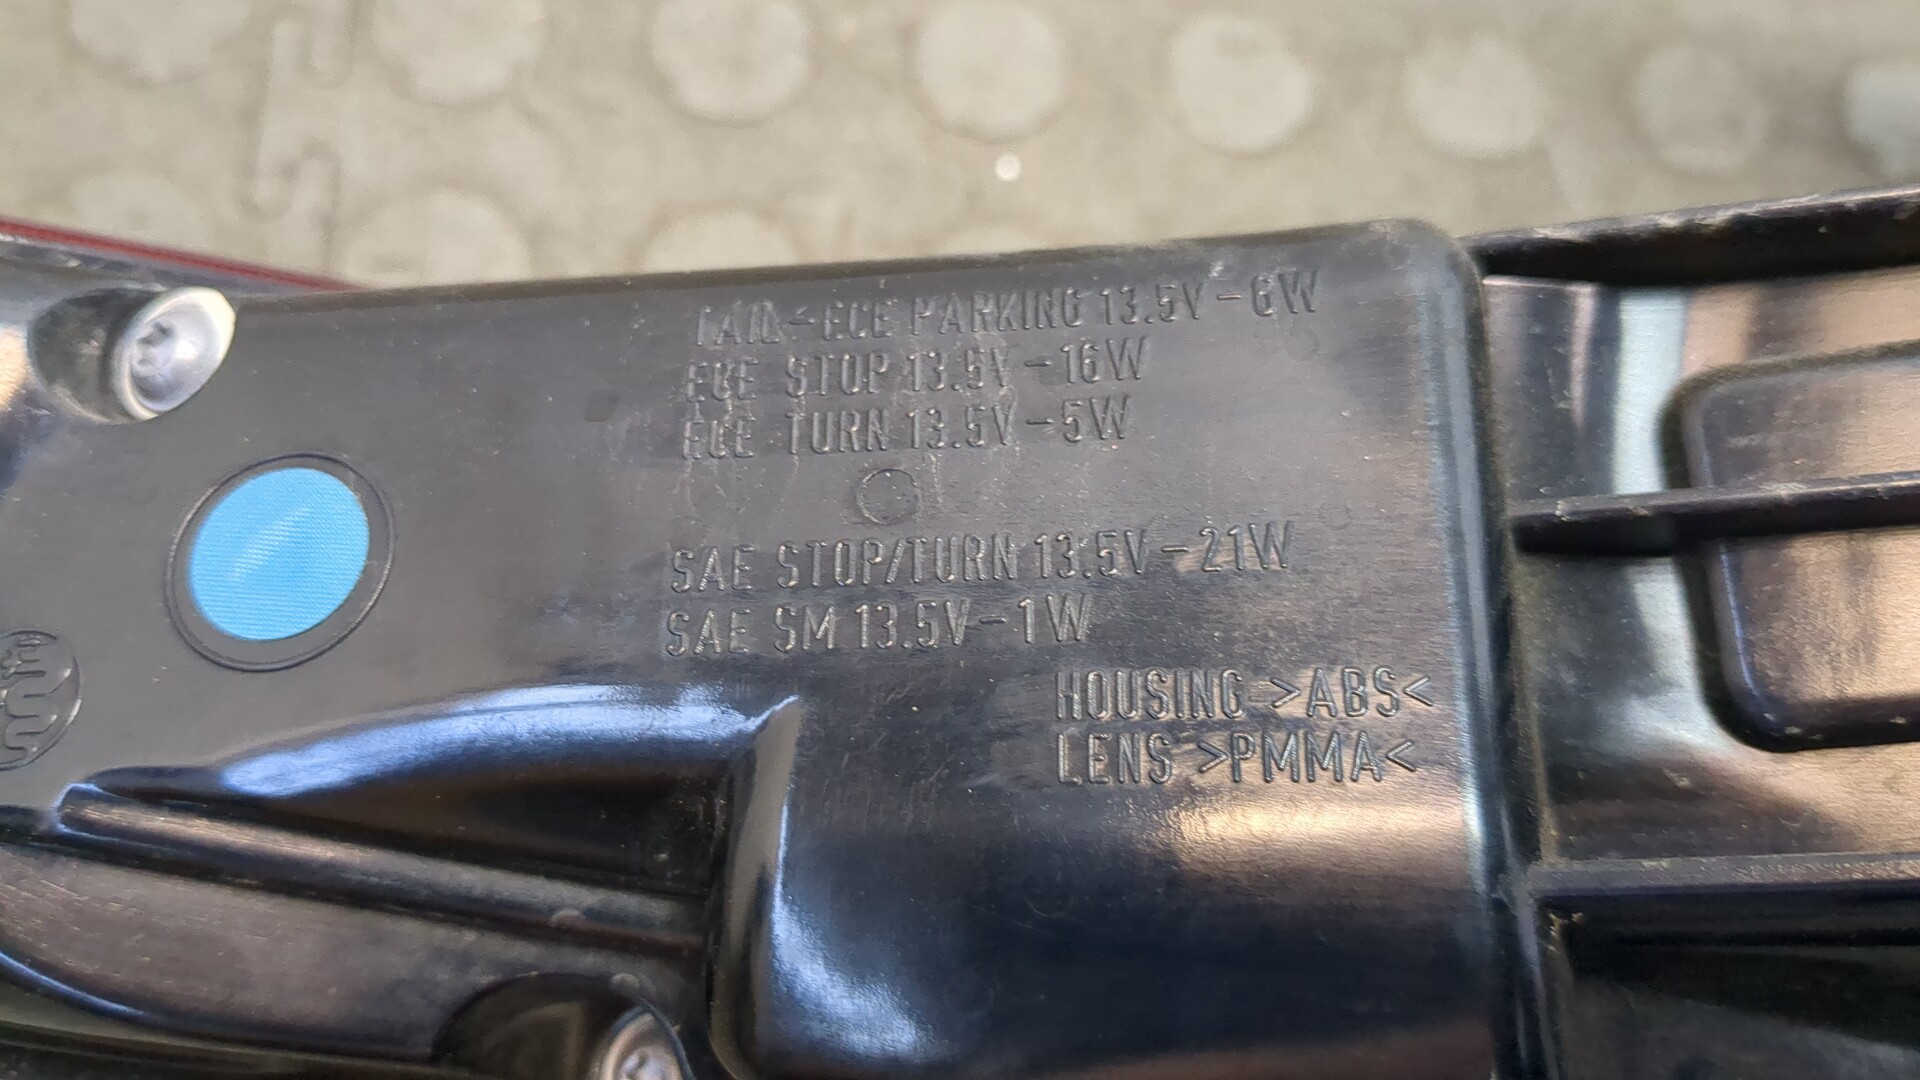 TAIL-ECE PARKING 13.5V-6W
ECE STOP 13.5V-16W
ECE TURN 13.5V-5W
SAE STOP/TURN 13.5V-21W
SAE SM 13.5V-1W
HOUSING >ABS<
LENS >PMMA<